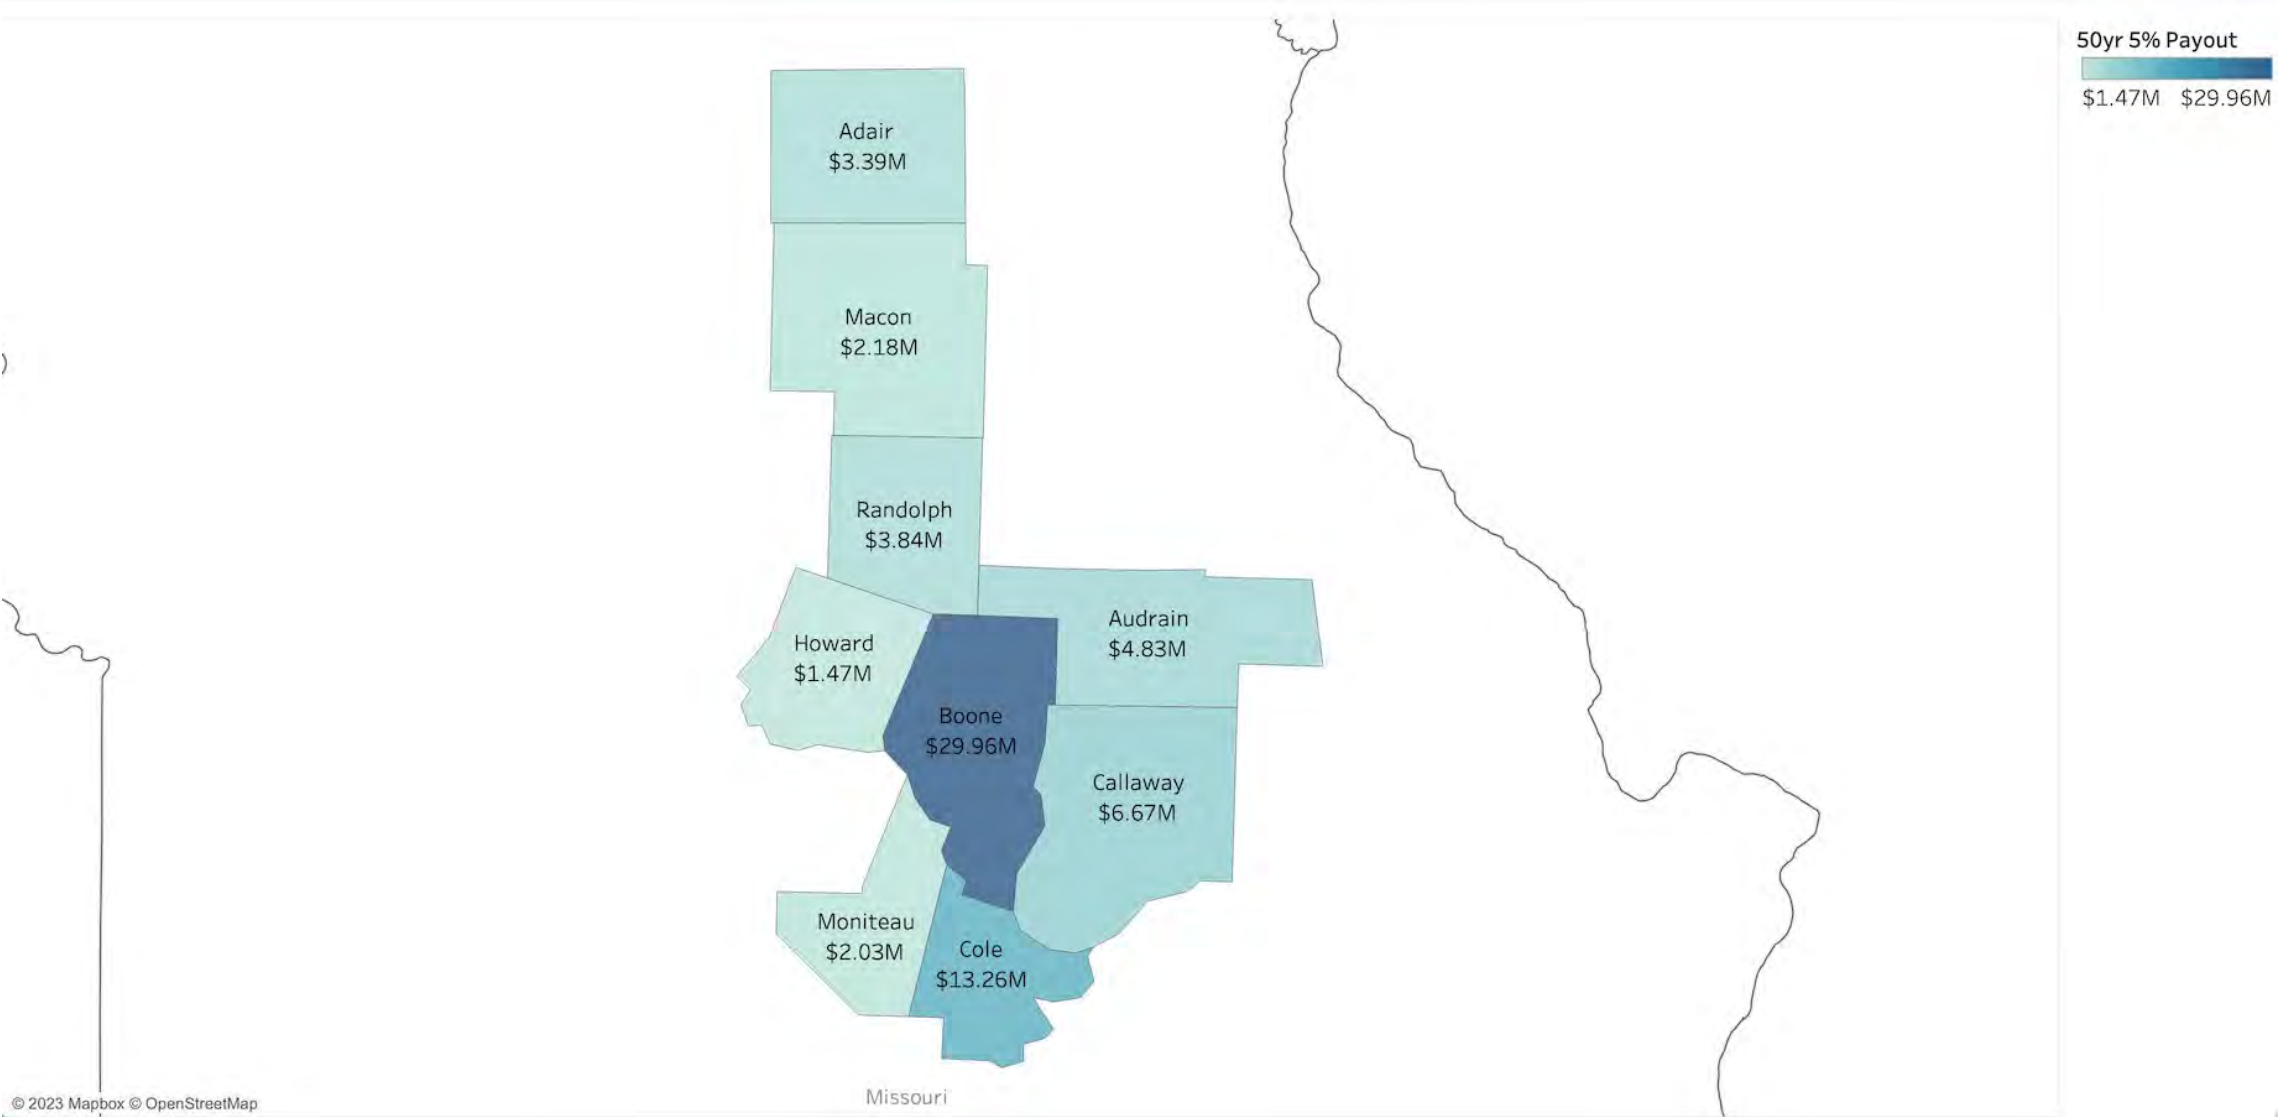 50yr 5% Payout
$1.47M $29.96M
Adair
$3.39M
Macon
$2.18M
Randolph
$3.84M
Howard
$1.47M
Audrain
$4.83M
Boone
$29.96M
Callaway
$6.67M
Moniteau
$2.03M
Cole
$13.26M
Missouri
© 2023 Mapbox © OpenStreetMap